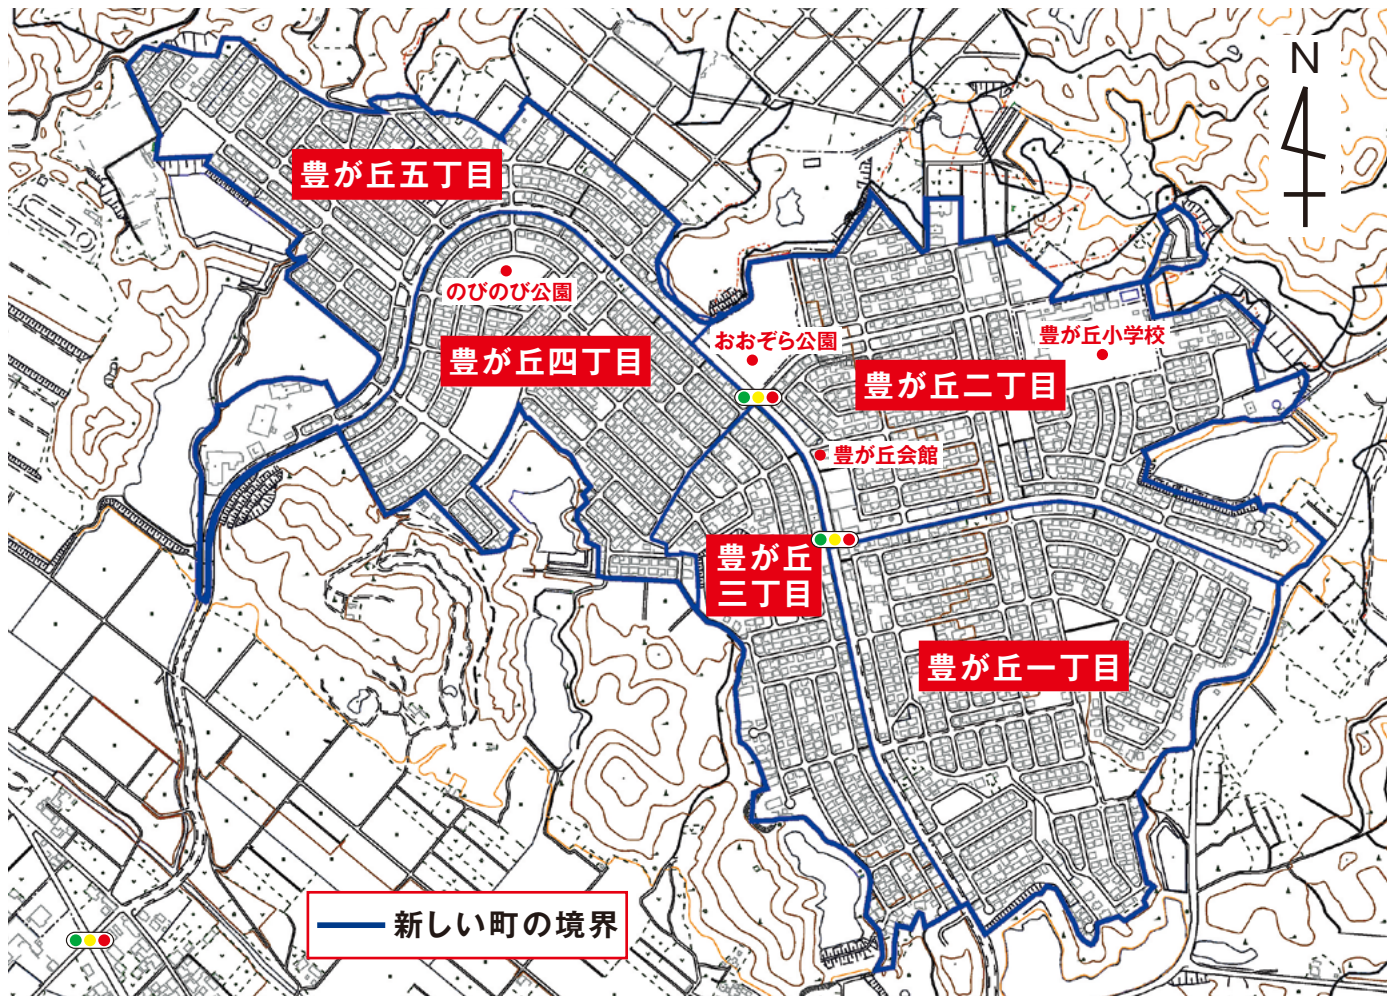 N
豊が丘五丁目
のびのび公園
豊が丘四丁目
おおぞら公園
豊が丘小学校
豊が丘二丁目
豊が丘会館
豊が丘
三丁目
豊が丘一丁目
新しい町の境界